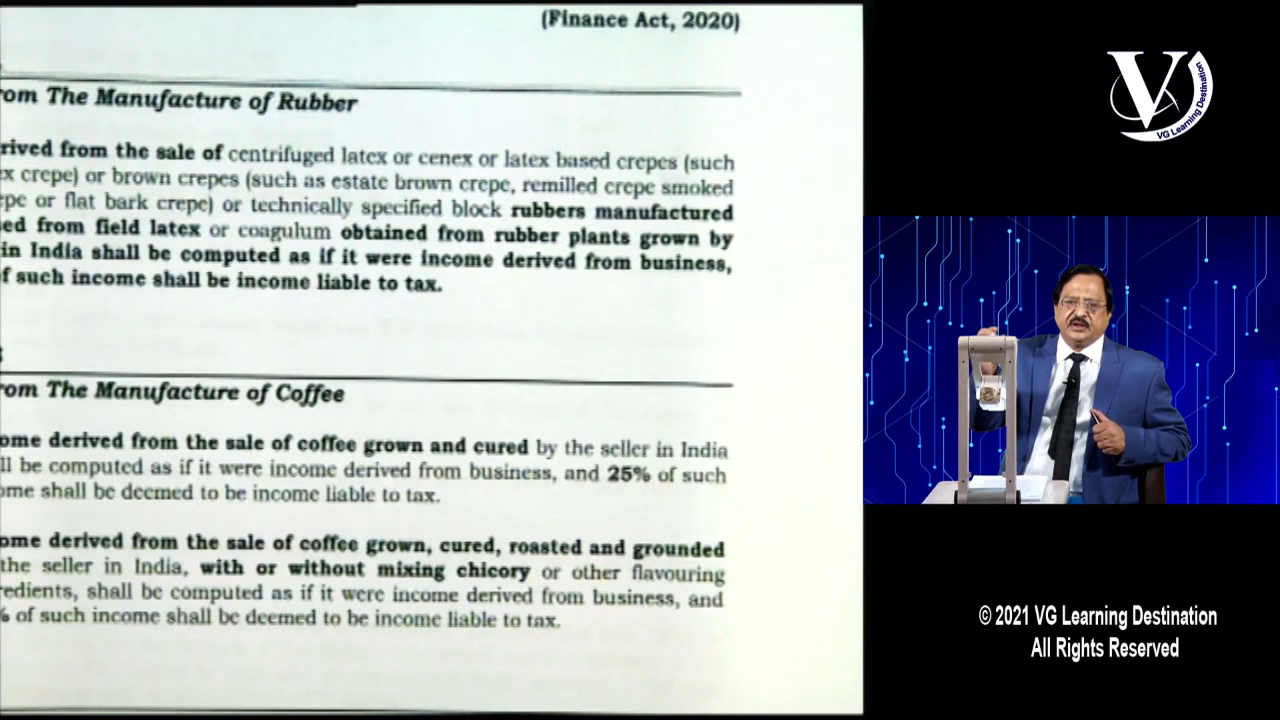 (Finance Act, 2020)
om The Manufacture of Rubber
rived from the sale of centrifuged latex or cenex or latex based crepes (such
x crepe) or brown crepes (such as estate brown crepe, remilled crepe smoked
epe or flat bark crepe) or technically specified block rubbers manufactured
ed from field latex or coagulum obtained from rubber plants grown by
in India shall be computed as if it were income derived from business,
f such income shall be income liable to tax.
om The Manufacture of Coffee
ome derived from the sale of coffee grown and cured by the seller in India
ll be computed as if it were income derived from business, and 25% of such
ome shall be deemed to be income liable to tax.
ome derived from the sale of coffee grown, cured, roasted and grounded
the seller in India, with or without mixing chicory or other flavouring
redients, shall be computed as if it were income derived from business, and
% of such income shall be deemed to be income liable to tax.
V
VG Learning Destination
© 2021 VG Learning Destination
All Rights Reserved